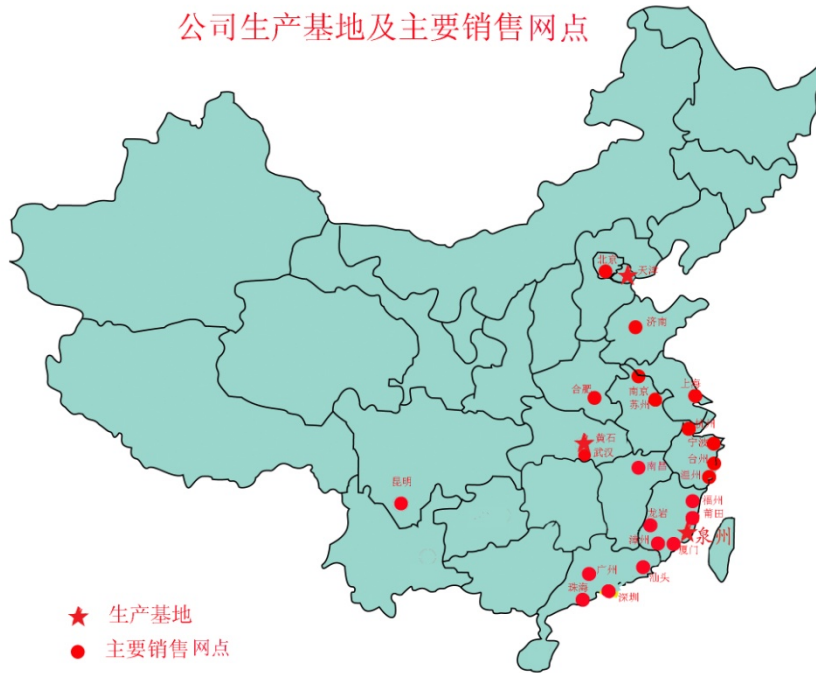 公司生产基地及主要销售网点
北京
天津
济南
合肥
南京
苏州
上海
杭州
宁波
黄石
武汉
南昌
台州
温州
昆明
福州
莆田
龙岩
泉州
漳州
厦门
广州
汕头
珠海
深圳
生产基地
主要销售网点